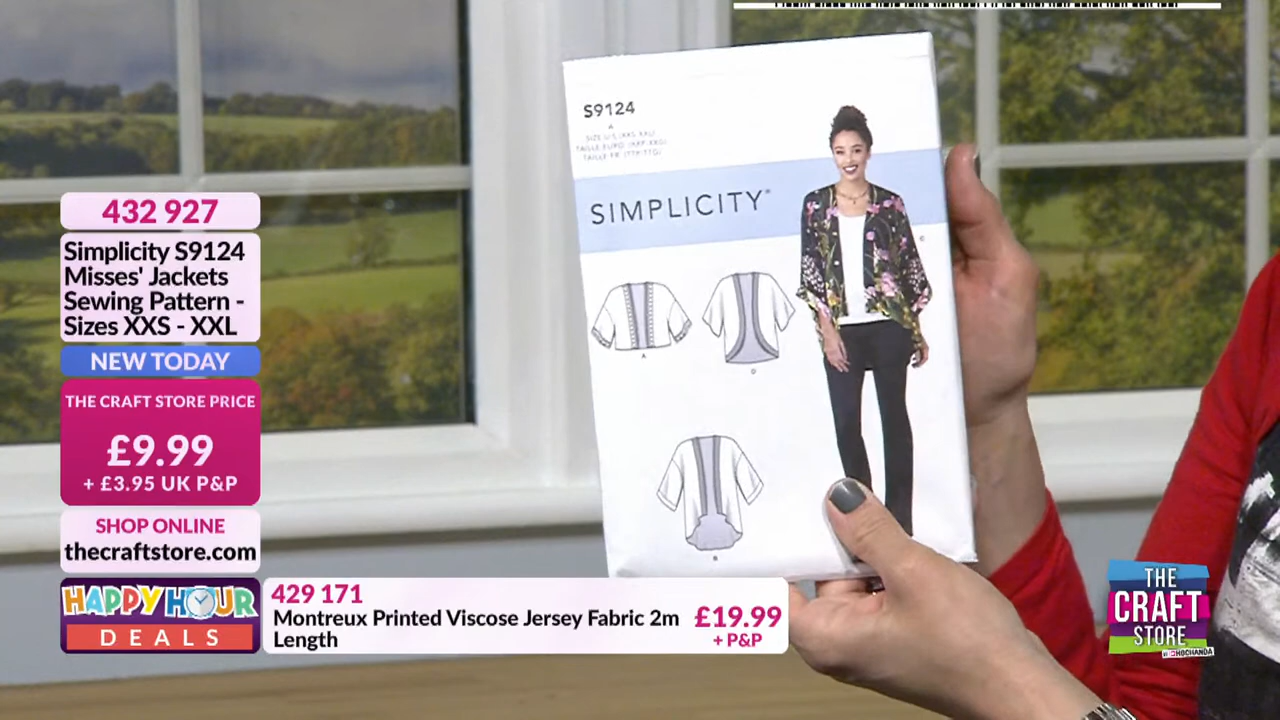 432 927
Simplicity S9124
Misses' Jackets
Sewing Pattern -
Sizes XXS - XXL
NEW TODAY
THE CRAFT STORE PRICE
£9.99
+ £3.95 UK P&P
SHOP ONLINE
thecraftstore.com
HAPPY HOUR
DEALS
429 171
Montreux Printed Viscose Jersey Fabric 2m
Length
£19.99
+ P&P
S9124
A
SIMPLICITY®
A
D
C
B
THE
CRAFT
STORE
HOCHANDA